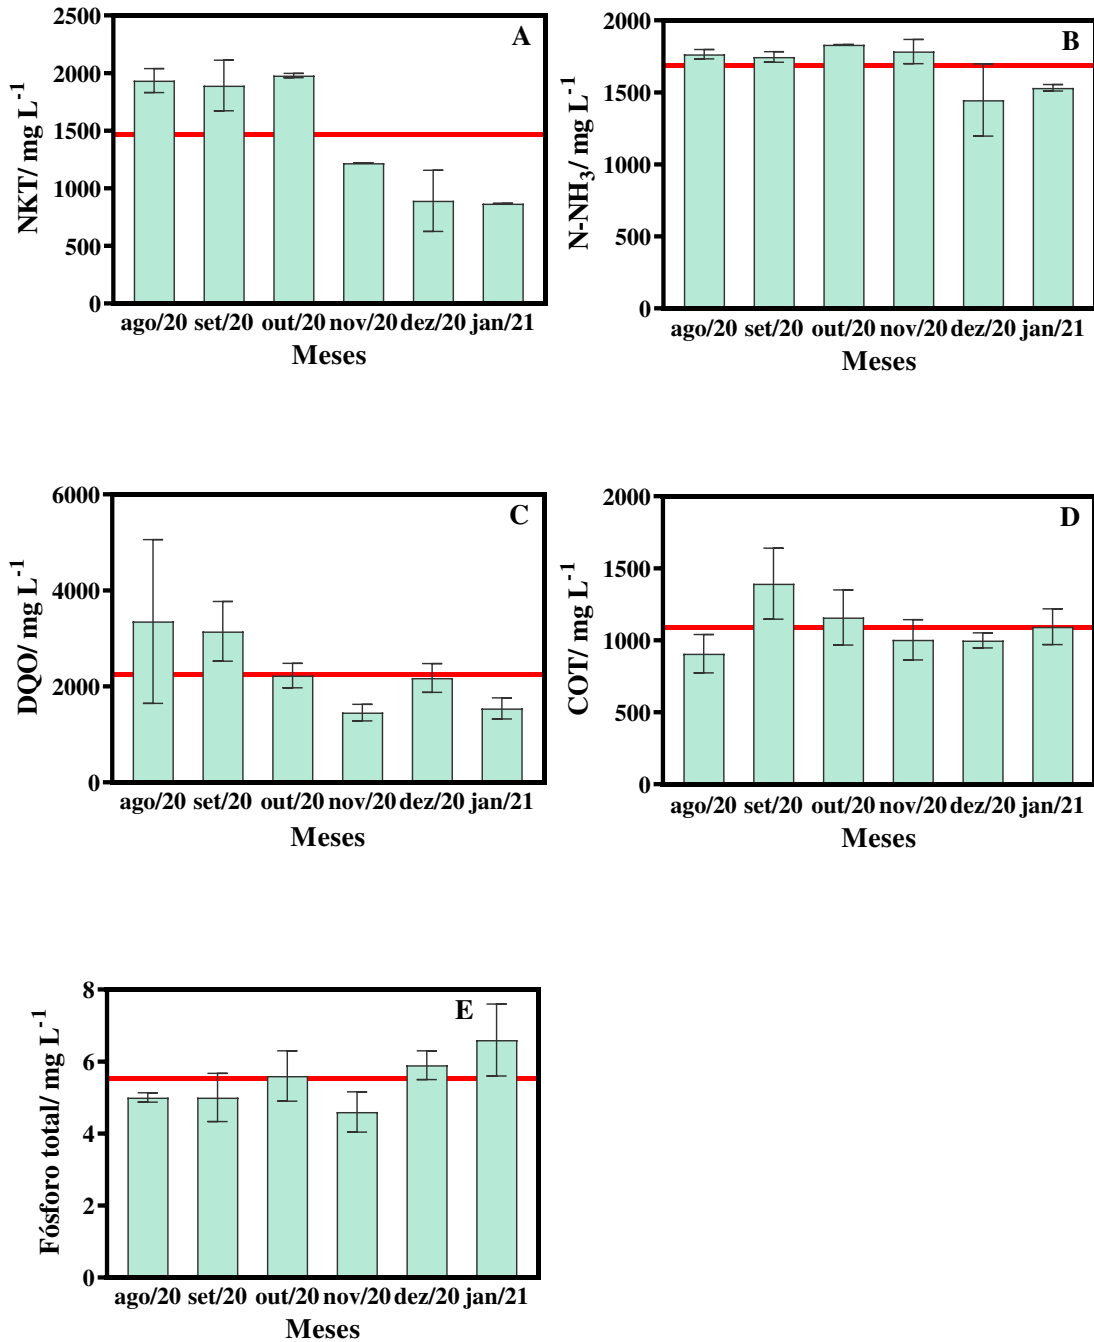 A
NKT/ mg L⁻¹
2500
2000
1500
1000
500
0
ago/20 set/20 out/20 nov/20 dez/20 jan/21
Meses
B
N-NH₃/ mg L⁻¹
2000
1500
1000
500
0
ago/20 set/20 out/20 nov/20 dez/20 jan/21
Meses
C
DQO/ mg L⁻¹
6000
4000
2000
0
ago/20 set/20 out/20 nov/20 dez/20 jan/21
Meses
D
COT/ mg L⁻¹
2000
1500
1000
500
0
ago/20 set/20 out/20 nov/20 dez/20 jan/21
Meses
E
Fósforo total/ mg L⁻¹
8
6
4
2
0
ago/20 set/20 out/20 nov/20 dez/20 jan/21
Meses